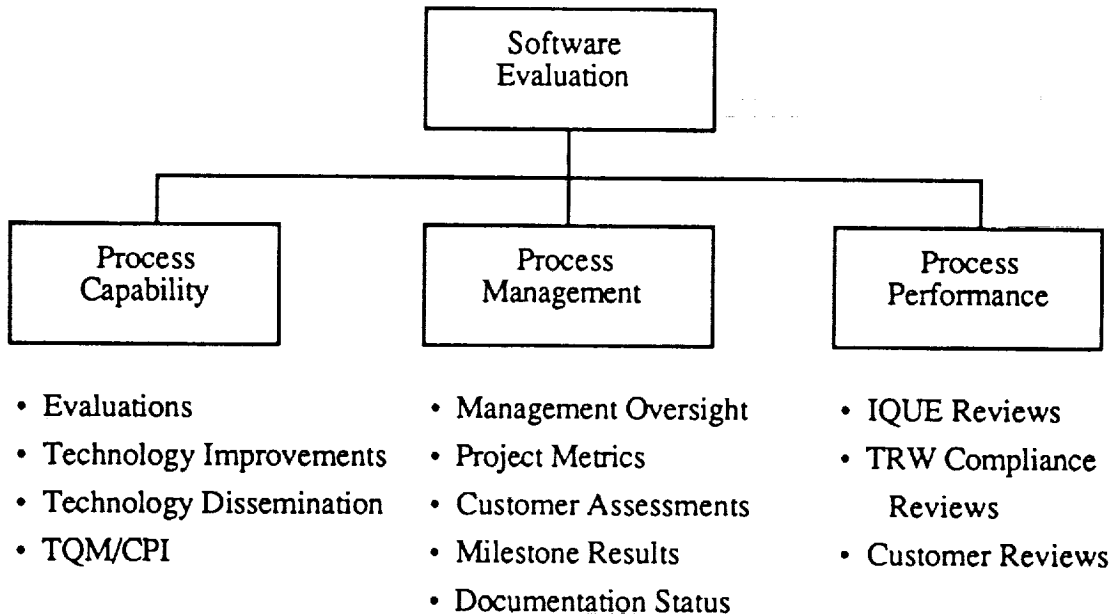 Software
Evaluation
Process
Capability
Process
Management
Process
Performance
• Evaluations
• Technology Improvements
• Technology Dissemination
• TQM/CPI
• Management Oversight
• Project Metrics
• Customer Assessments
• Milestone Results
• Documentation Status
• IQUE Reviews
• TRW Compliance
Reviews
• Customer Reviews